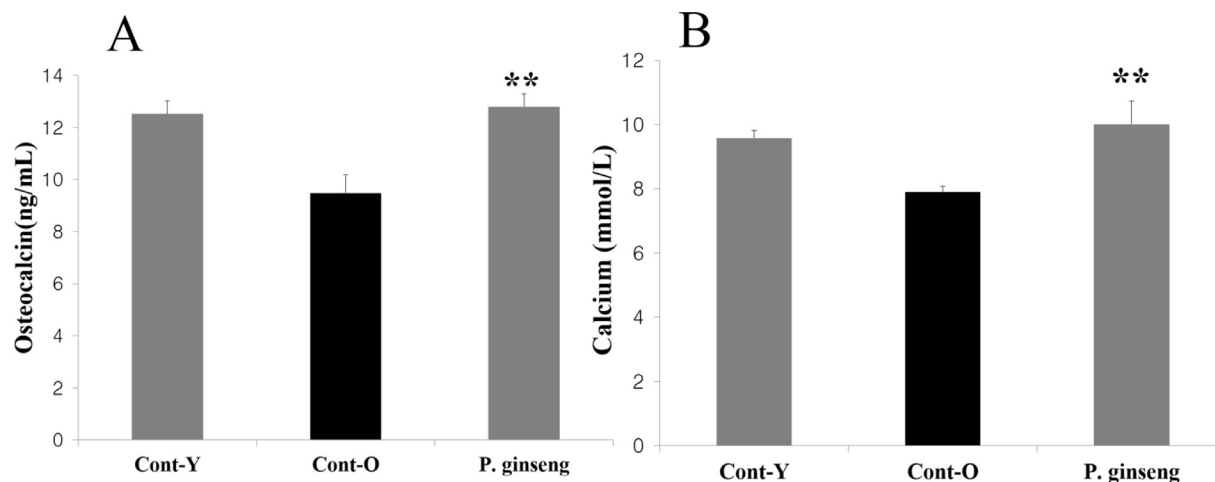 A
Osteocalcin(ng/mL)
14
12
10
8
6
4
2
0
**
Cont-Y
Cont-O
P. ginseng
B
Calcium (mmol/L)
12
10
8
6
4
2
0
**
Cont-Y
Cont-O
P. ginseng